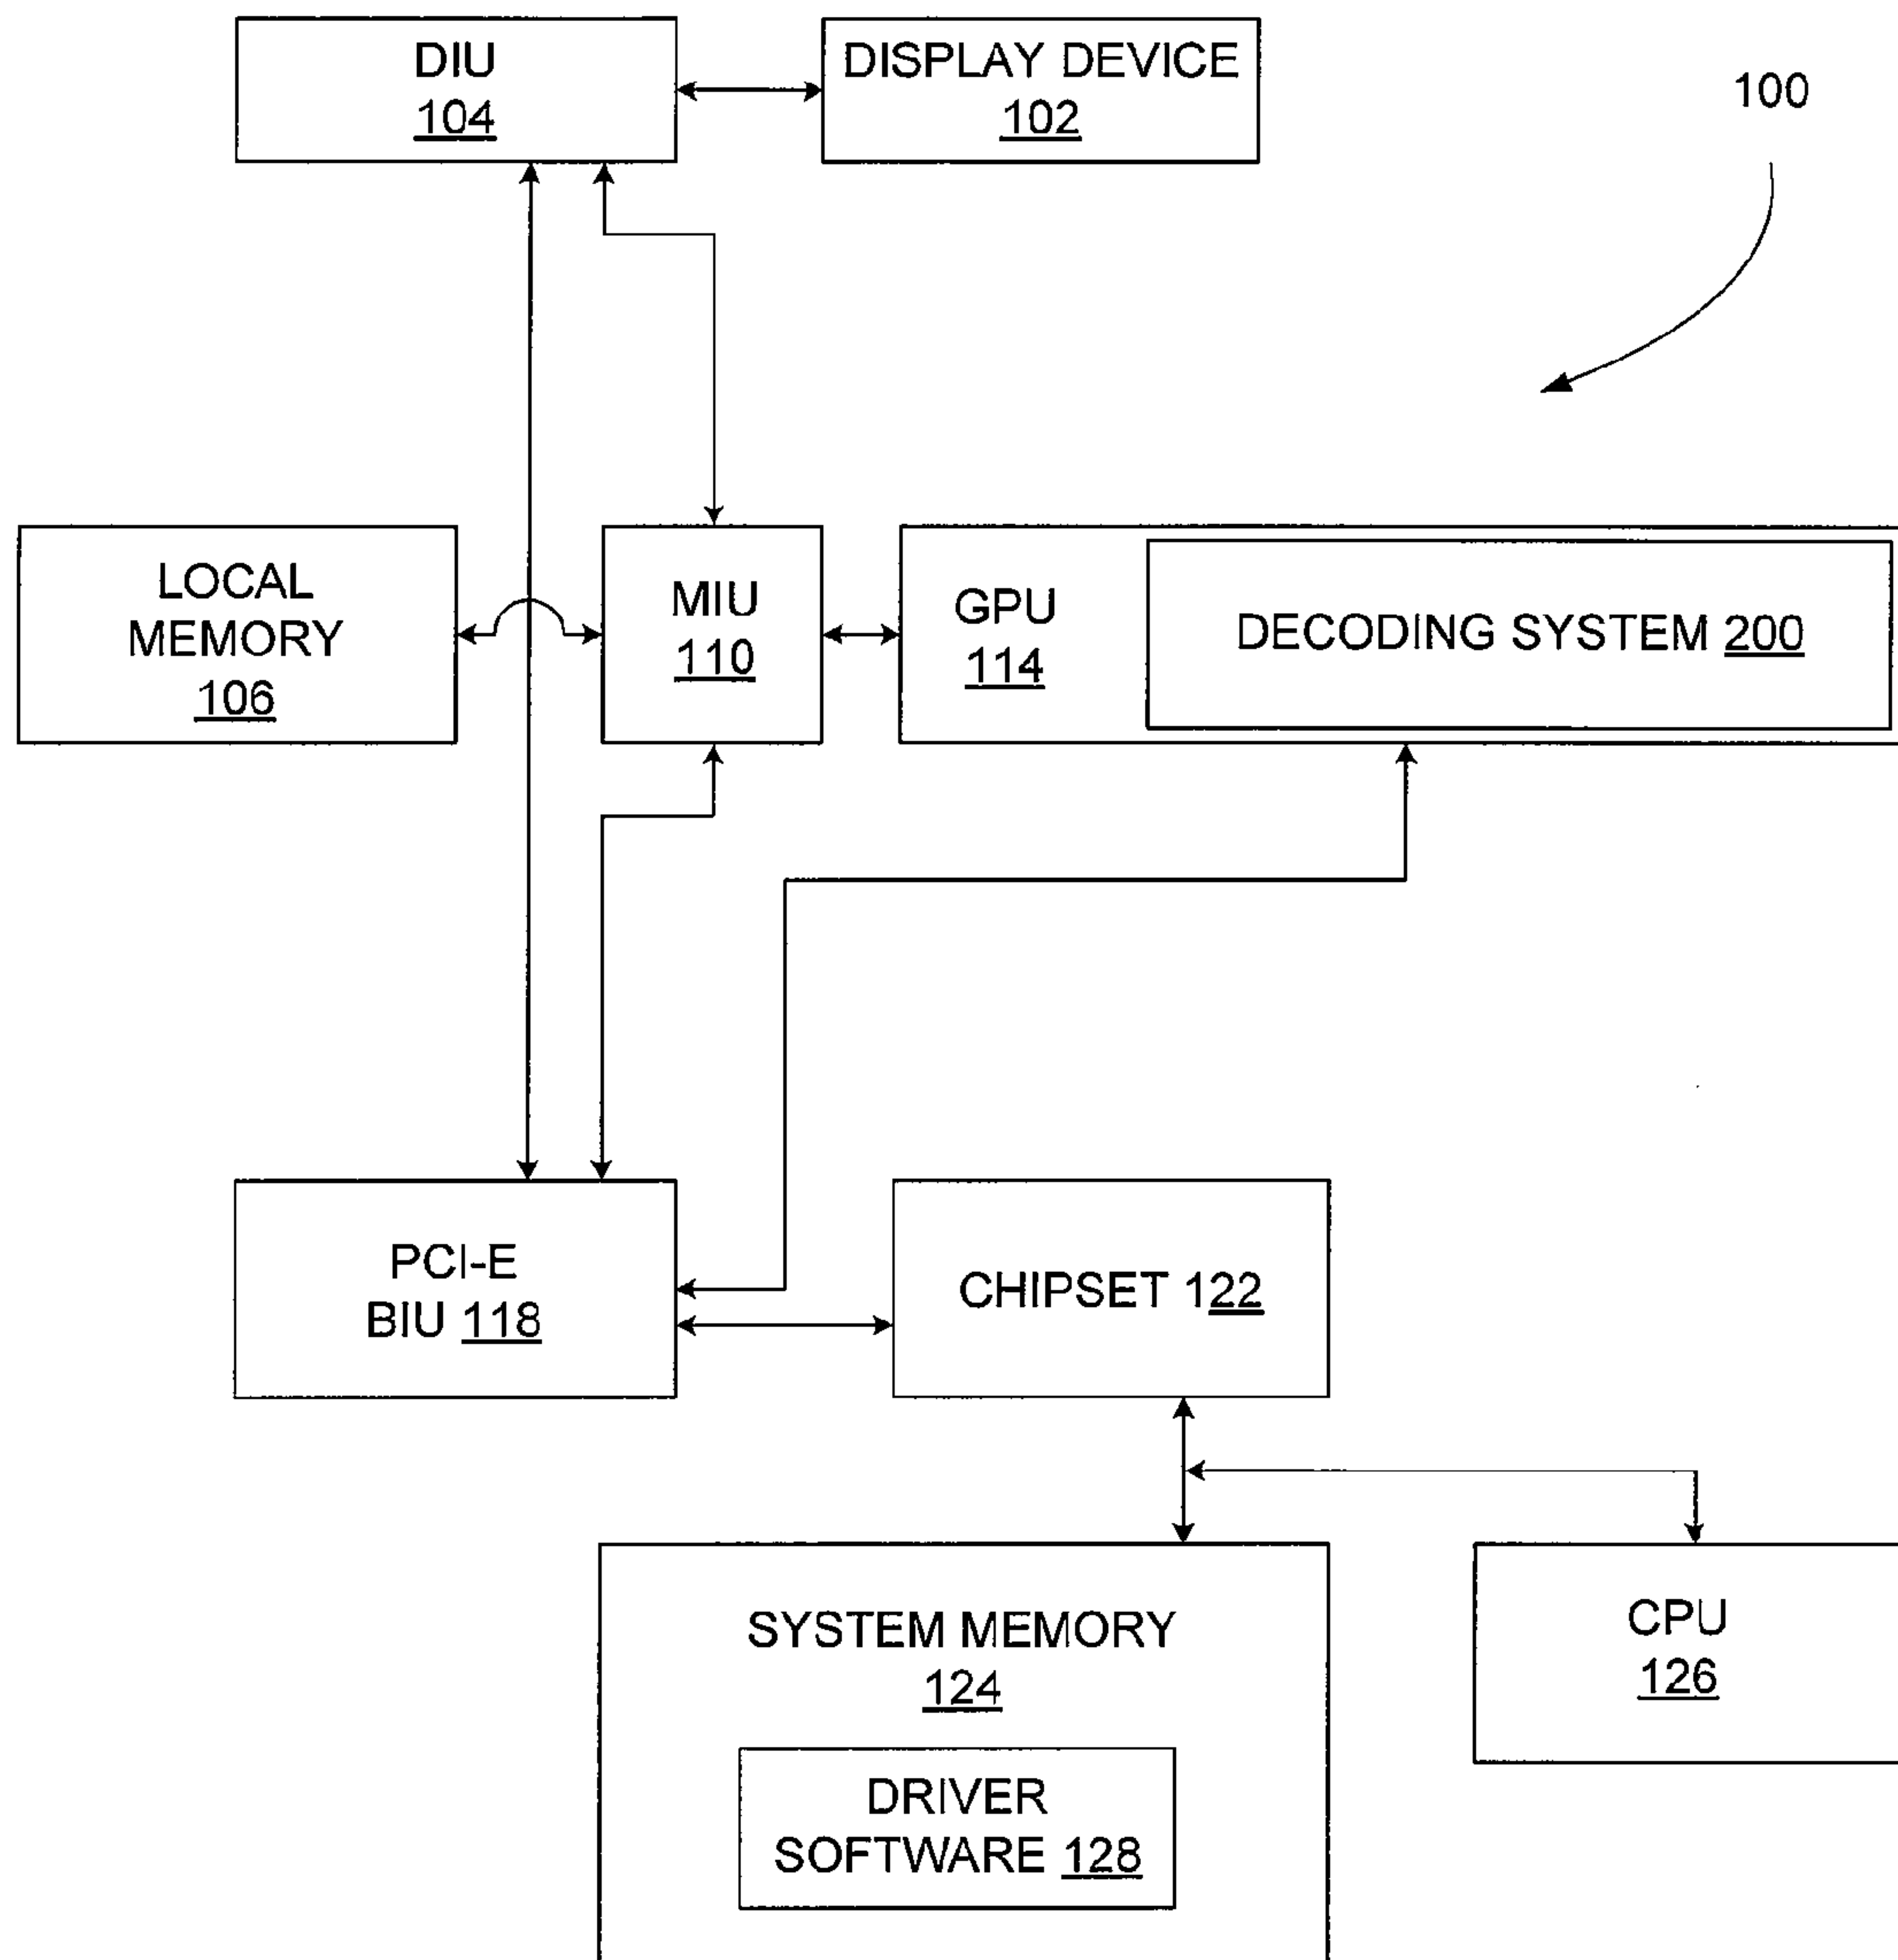 DIU
104
DISPLAY DEVICE
102
100
LOCAL
MEMORY
106
MIU
110
GPU
114
DECODING SYSTEM 200
PCI-E
BIU 118
CHIPSET 122
SYSTEM MEMORY
124
CPU
126
DRIVER
SOFTWARE 128